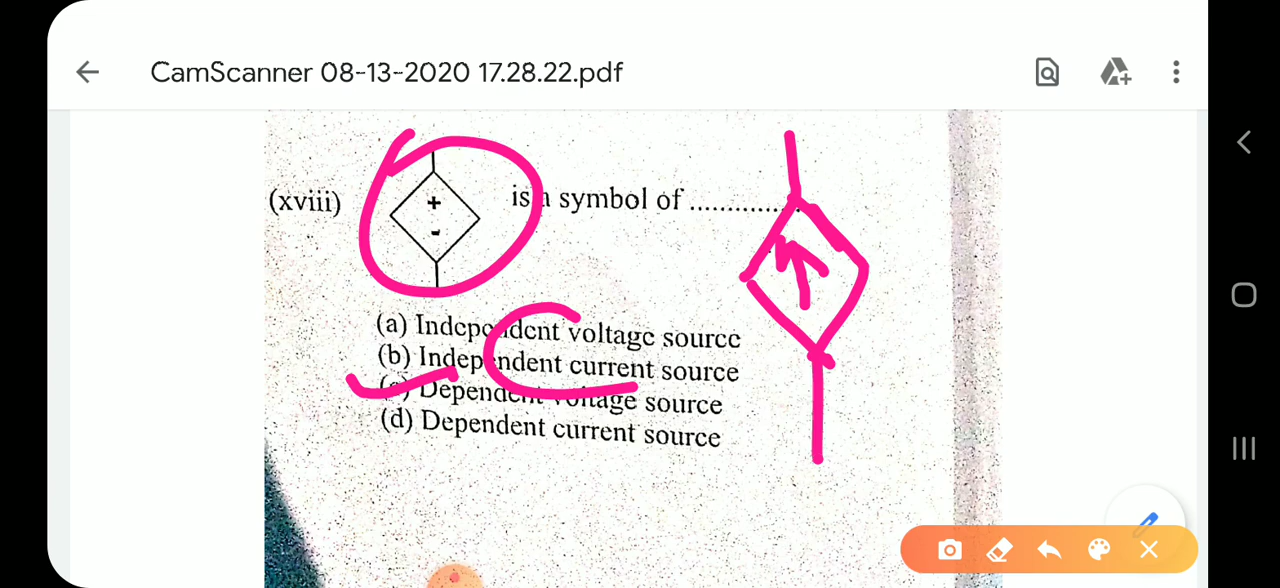 CamScanner 08-13-2020 17.28.22.pdf
(xviii) + - is a symbol of ..............
(a) Independent voltage source
(b) Independent current source
(c) Dependent voltage source
(d) Dependent current source
C